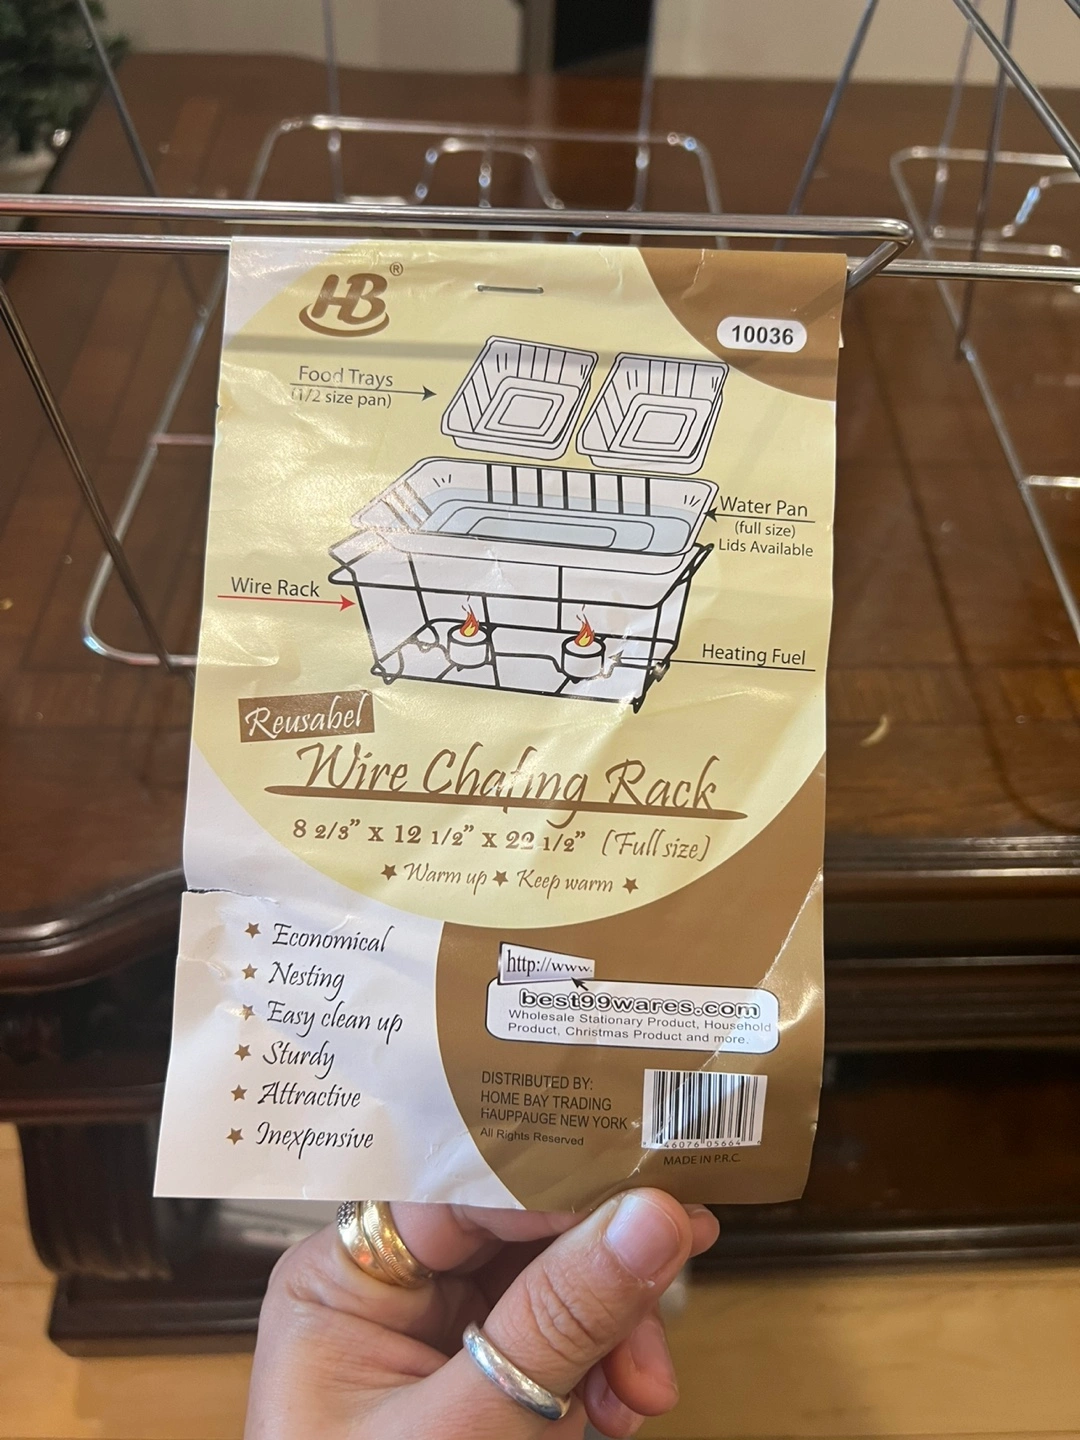 HB®
10036
Food Trays
(1/2 size pan)
Water Pan
(full size)
Lids Available
Wire Rack
Heating Fuel
Reusabel
Wire Chafing Rack
8 2/3” x 12 1/2” x 22 1/2” (Full size)
★ Warm up ★ Keep warm ★
★ Economical
★ Nesting
★ Easy clean up
★ Sturdy
★ Attractive
★ Inexpensive
http://www.
best99wares.com
Wholesale Stationary Product, Household
Product, Christmas Product and more.
DISTRIBUTED BY:
HOME BAY TRADING
HAUPPAUGE NEW YORK
All Rights Reserved
46076 05664
MADE IN P.R.C.